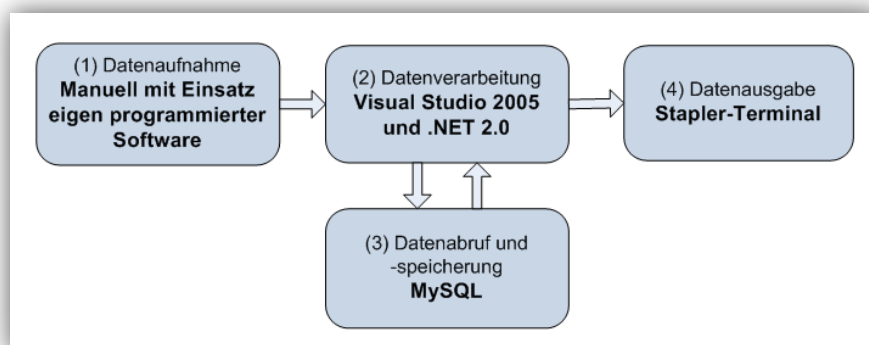 (1) Datenaufnahme
Manuell mit Einsatz
eigen programmierter
Software
(2) Datenverarbeitung
Visual Studio 2005
und .NET 2.0
(4) Datenausgabe
Stapler-Terminal
(3) Datenabruf und
-speicherung
MySQL